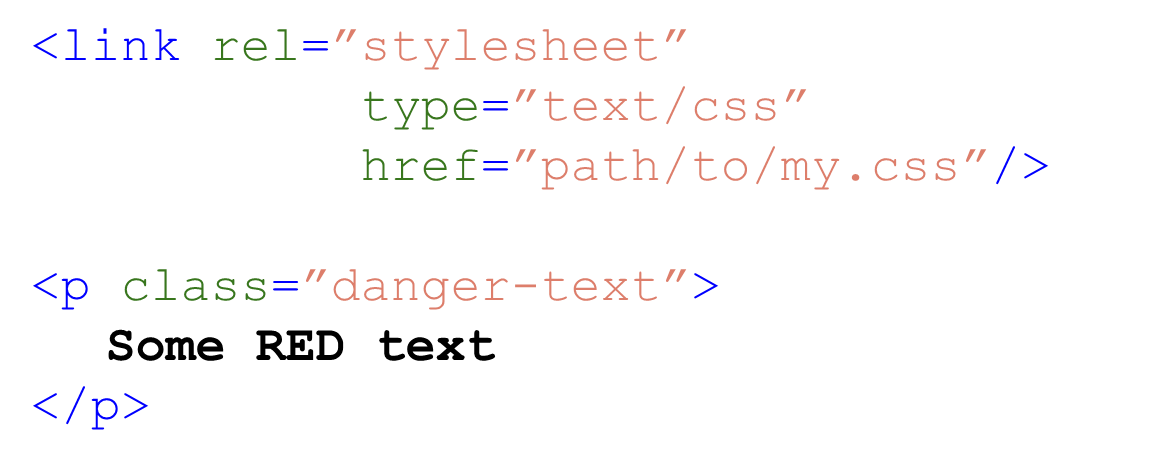 <link rel=”stylesheet”
type=”text/css”
href=”path/to/my.css”/>
<p class=”danger-text”>
Some RED text
</p>